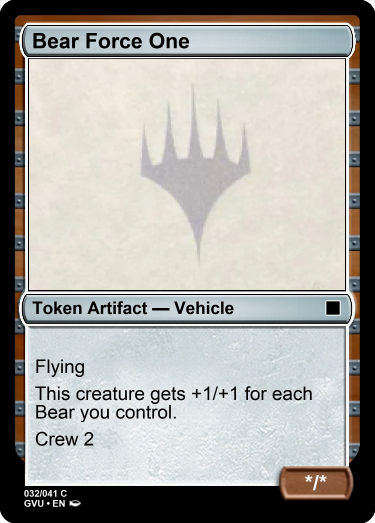 Bear Force One
Token Artifact — Vehicle
Flying
This creature gets +1/+1 for each
Bear you control.
Crew 2
*/*
032/041 C
GVU • EN